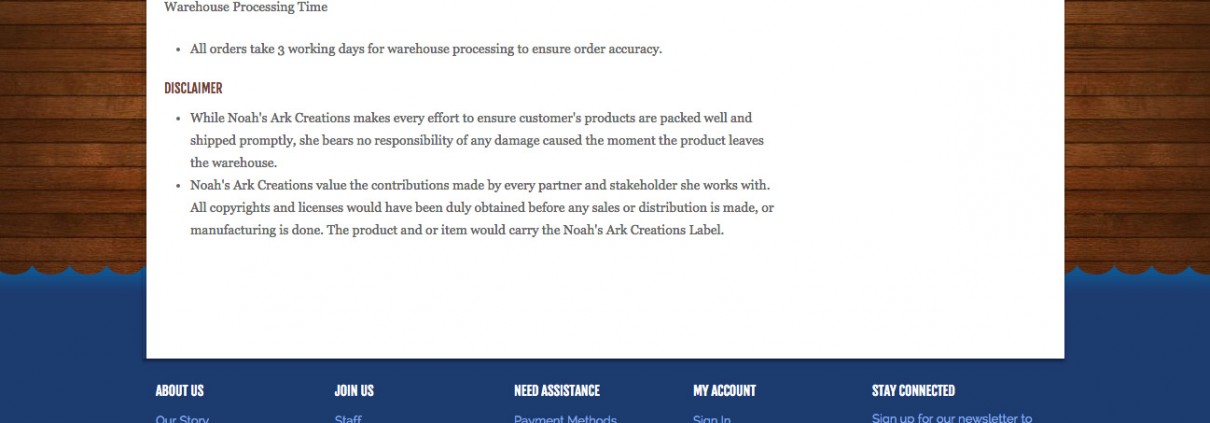 Warehouse Processing Time
• All orders take 3 working days for warehouse processing to ensure order accuracy.
DISCLAIMER
• While Noah's Ark Creations makes every effort to ensure customer's products are packed well and
shipped promptly, she bears no responsibility of any damage caused the moment the product leaves
the warehouse.
• Noah's Ark Creations value the contributions made by every partner and stakeholder she works with.
All copyrights and licenses would have been duly obtained before any sales or distribution is made, or
manufacturing is done. The product and or item would carry the Noah's Ark Creations Label.
ABOUT US
JOIN US
NEED ASSISTANCE
MY ACCOUNT
STAY CONNECTED
Our Story
Staff
Payment Methods
Sign In
Sign up for our newsletter to